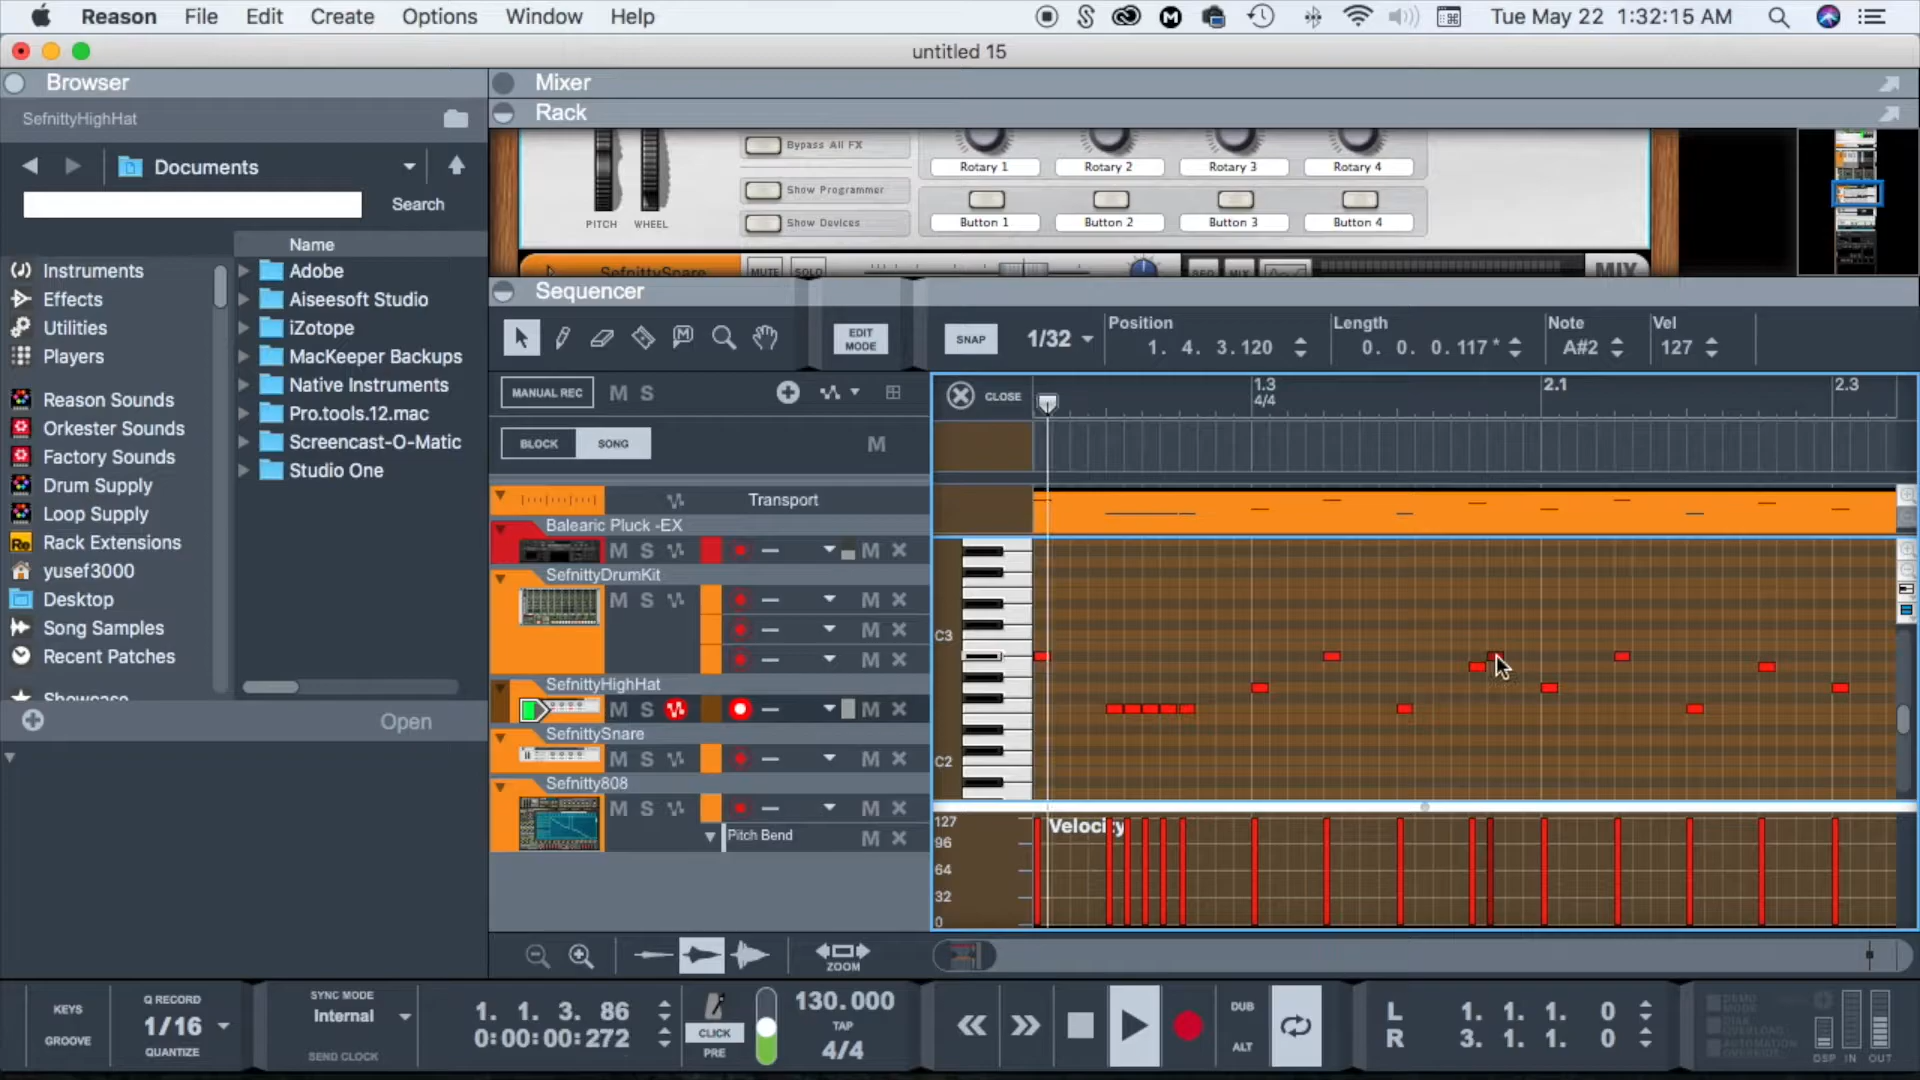 Reason File Edit Create Options Window Help
Tue May 22 1:32:15 AM
untitled 15
Browser
Mixer
SefnittyHighHat
Rack
Documents
Search
Name
Instruments
Effects
Utilities
Players
Reason Sounds
Orkester Sounds
Factory Sounds
Drum Supply
Loop Supply
Rack Extensions
yusef3000
Desktop
Song Samples
Recent Patches
Showcase
Open
Adobe
Aiseesoft Studio
iZotope
MacKeeper Backups
Native Instruments
Pro.tools.12.mac
Screencast-O-Matic
Studio One
PITCH WHEEL
Bypass All FX
Show Programmer
Show Devices
Rotary 1 Rotary 2 Rotary 3 Rotary 4
Button 1 Button 2 Button 3 Button 4
SefnittySnare MUTE SOLO SEQ MIX MIX
Sequencer
EDIT MODE
SNAP 1/32
Position
1. 4. 3.120
Length
0. 0. 0.117 *
Note
A#2
Vel
127
MANUAL REC M S
BLOCK SONG M
CLOSE
1.3
4/4
2.1
2.3
Transport
Balearic Pluck -EX
M S M
SefnittyDrumKit
M S M
M
M
SefnittyHighHat
M S M
SefnittySnare
M S M
Sefnitty808
M S M
Pitch Bend M
C3
C2
Velocity
127
96
64
32
0
ZOOM
KEYS
GROOVE
Q RECORD
1/16
QUANTIZE
SYNC MODE
Internal
SEND CLOCK
1. 1. 3. 86
0:00:00:272
CLICK
PRE
130.000
TAP
4/4
DUB
ALT
L 1. 1. 1. 0
R 3. 1. 1. 0
DSP IN OUT